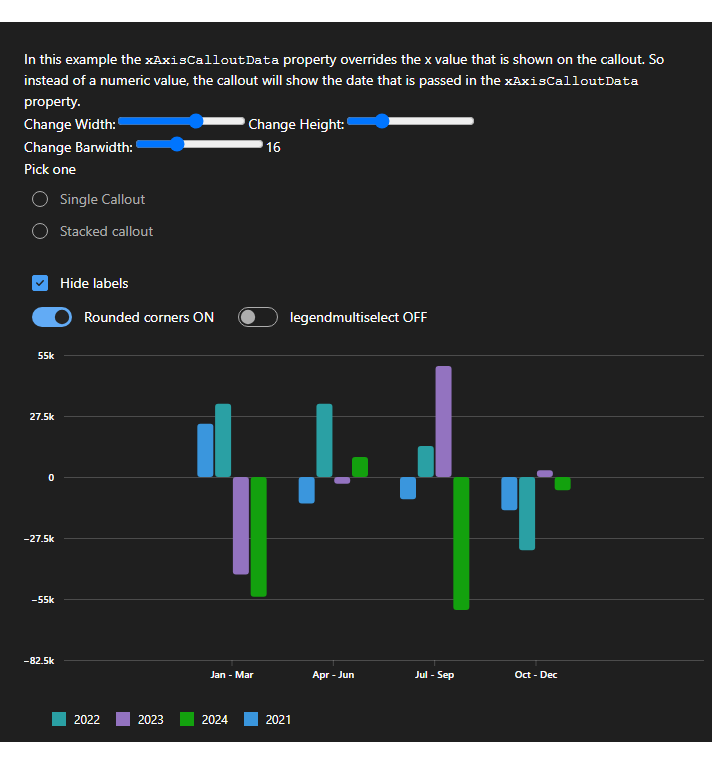 In this example the xAxisCalloutData property overrides the x value that is shown on the callout. So
instead of a numeric value, the callout will show the date that is passed in the xAxisCalloutData
property.
Change Width: Change Height:
Change Barwidth: 16
Pick one
Single Callout
Stacked callout
Hide labels
Rounded corners ON legendmultiselect OFF
55k
27.5k
0
−27.5k
−55k
−82.5k
Jan - Mar Apr - Jun Jul - Sep Oct - Dec
2022 2023 2024 2021